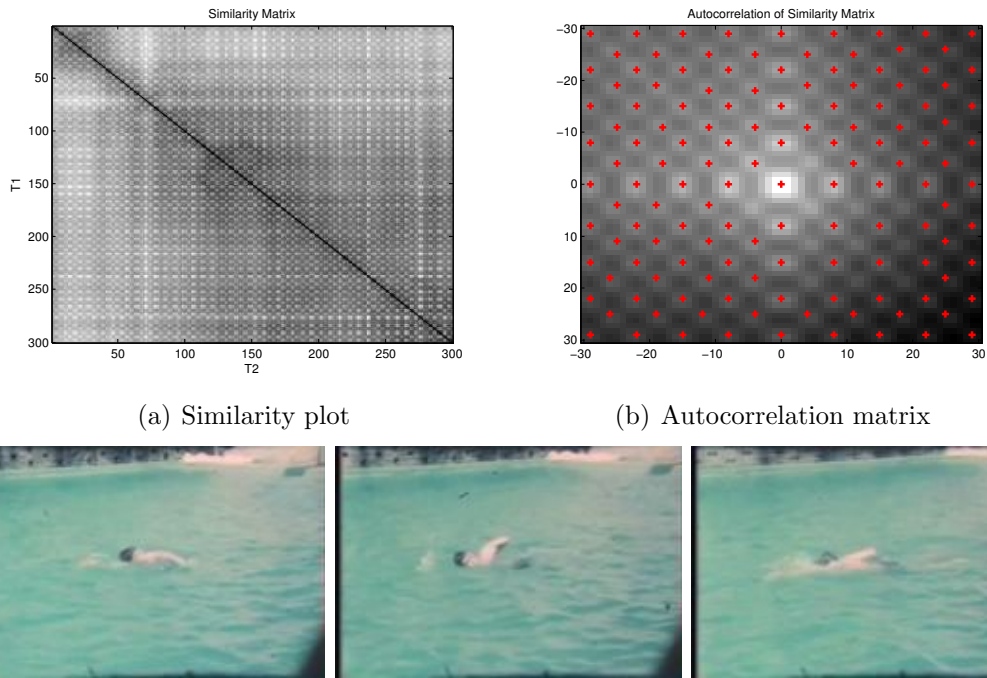 Similarity Matrix
50
100
150
200
250
300
T1
50 100 150 200 250 300
T2
(a) Similarity plot
Autocorrelation of Similarity Matrix
−30
−20
−10
0
10
20
30
−30 −20 −10 0 10 20 30
(b) Autocorrelation matrix